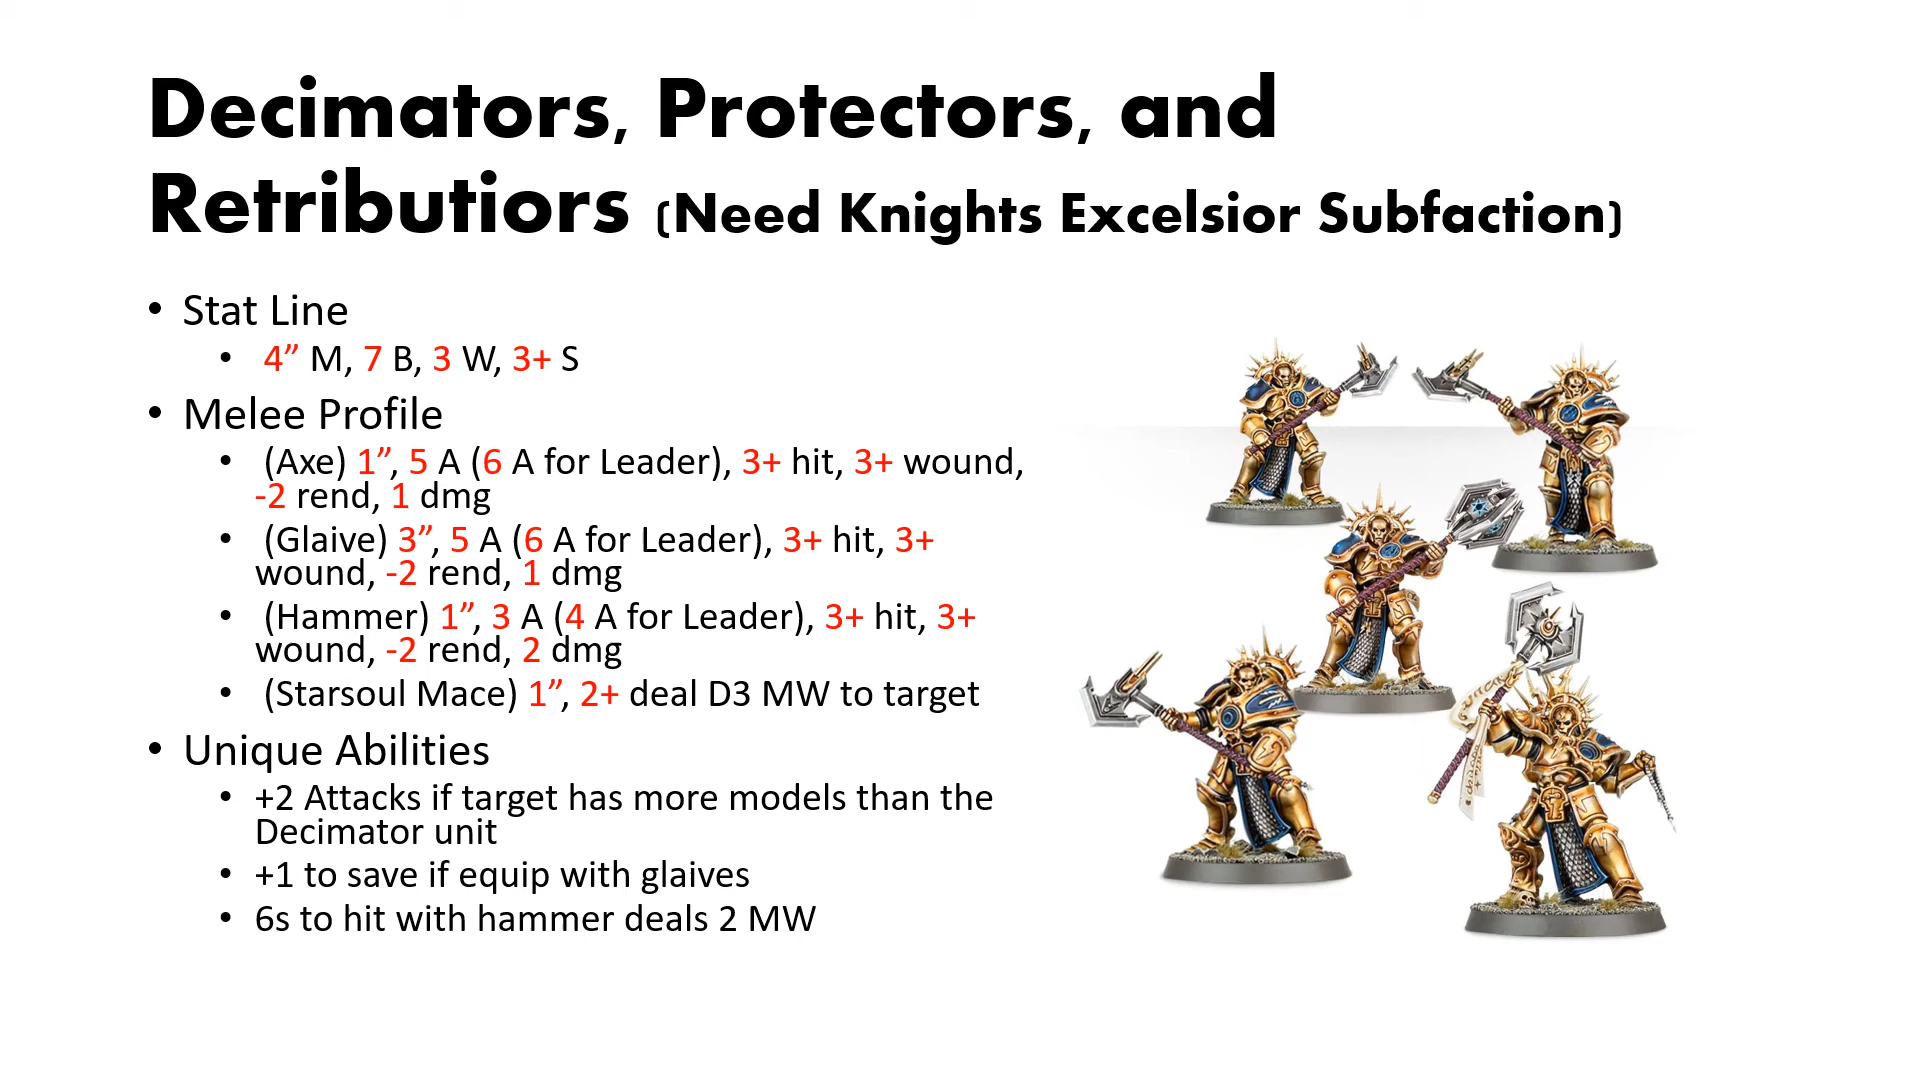 Decimators, Protectors, and
Retributiors (Need Knights Excelsior Subfaction)
• Stat Line
• 4” M, 7 B, 3 W, 3+ S
• Melee Profile
• (Axe) 1”, 5 A (6 A for Leader), 3+ hit, 3+ wound,
-2 rend, 1 dmg
• (Glaive) 3”, 5 A (6 A for Leader), 3+ hit, 3+
wound, -2 rend, 1 dmg
• (Hammer) 1”, 3 A (4 A for Leader), 3+ hit, 3+
wound, -2 rend, 2 dmg
• (Starsoul Mace) 1”, 2+ deal D3 MW to target
• Unique Abilities
• +2 Attacks if target has more models than the
Decimator unit
• +1 to save if equip with glaives
• 6s to hit with hammer deals 2 MW